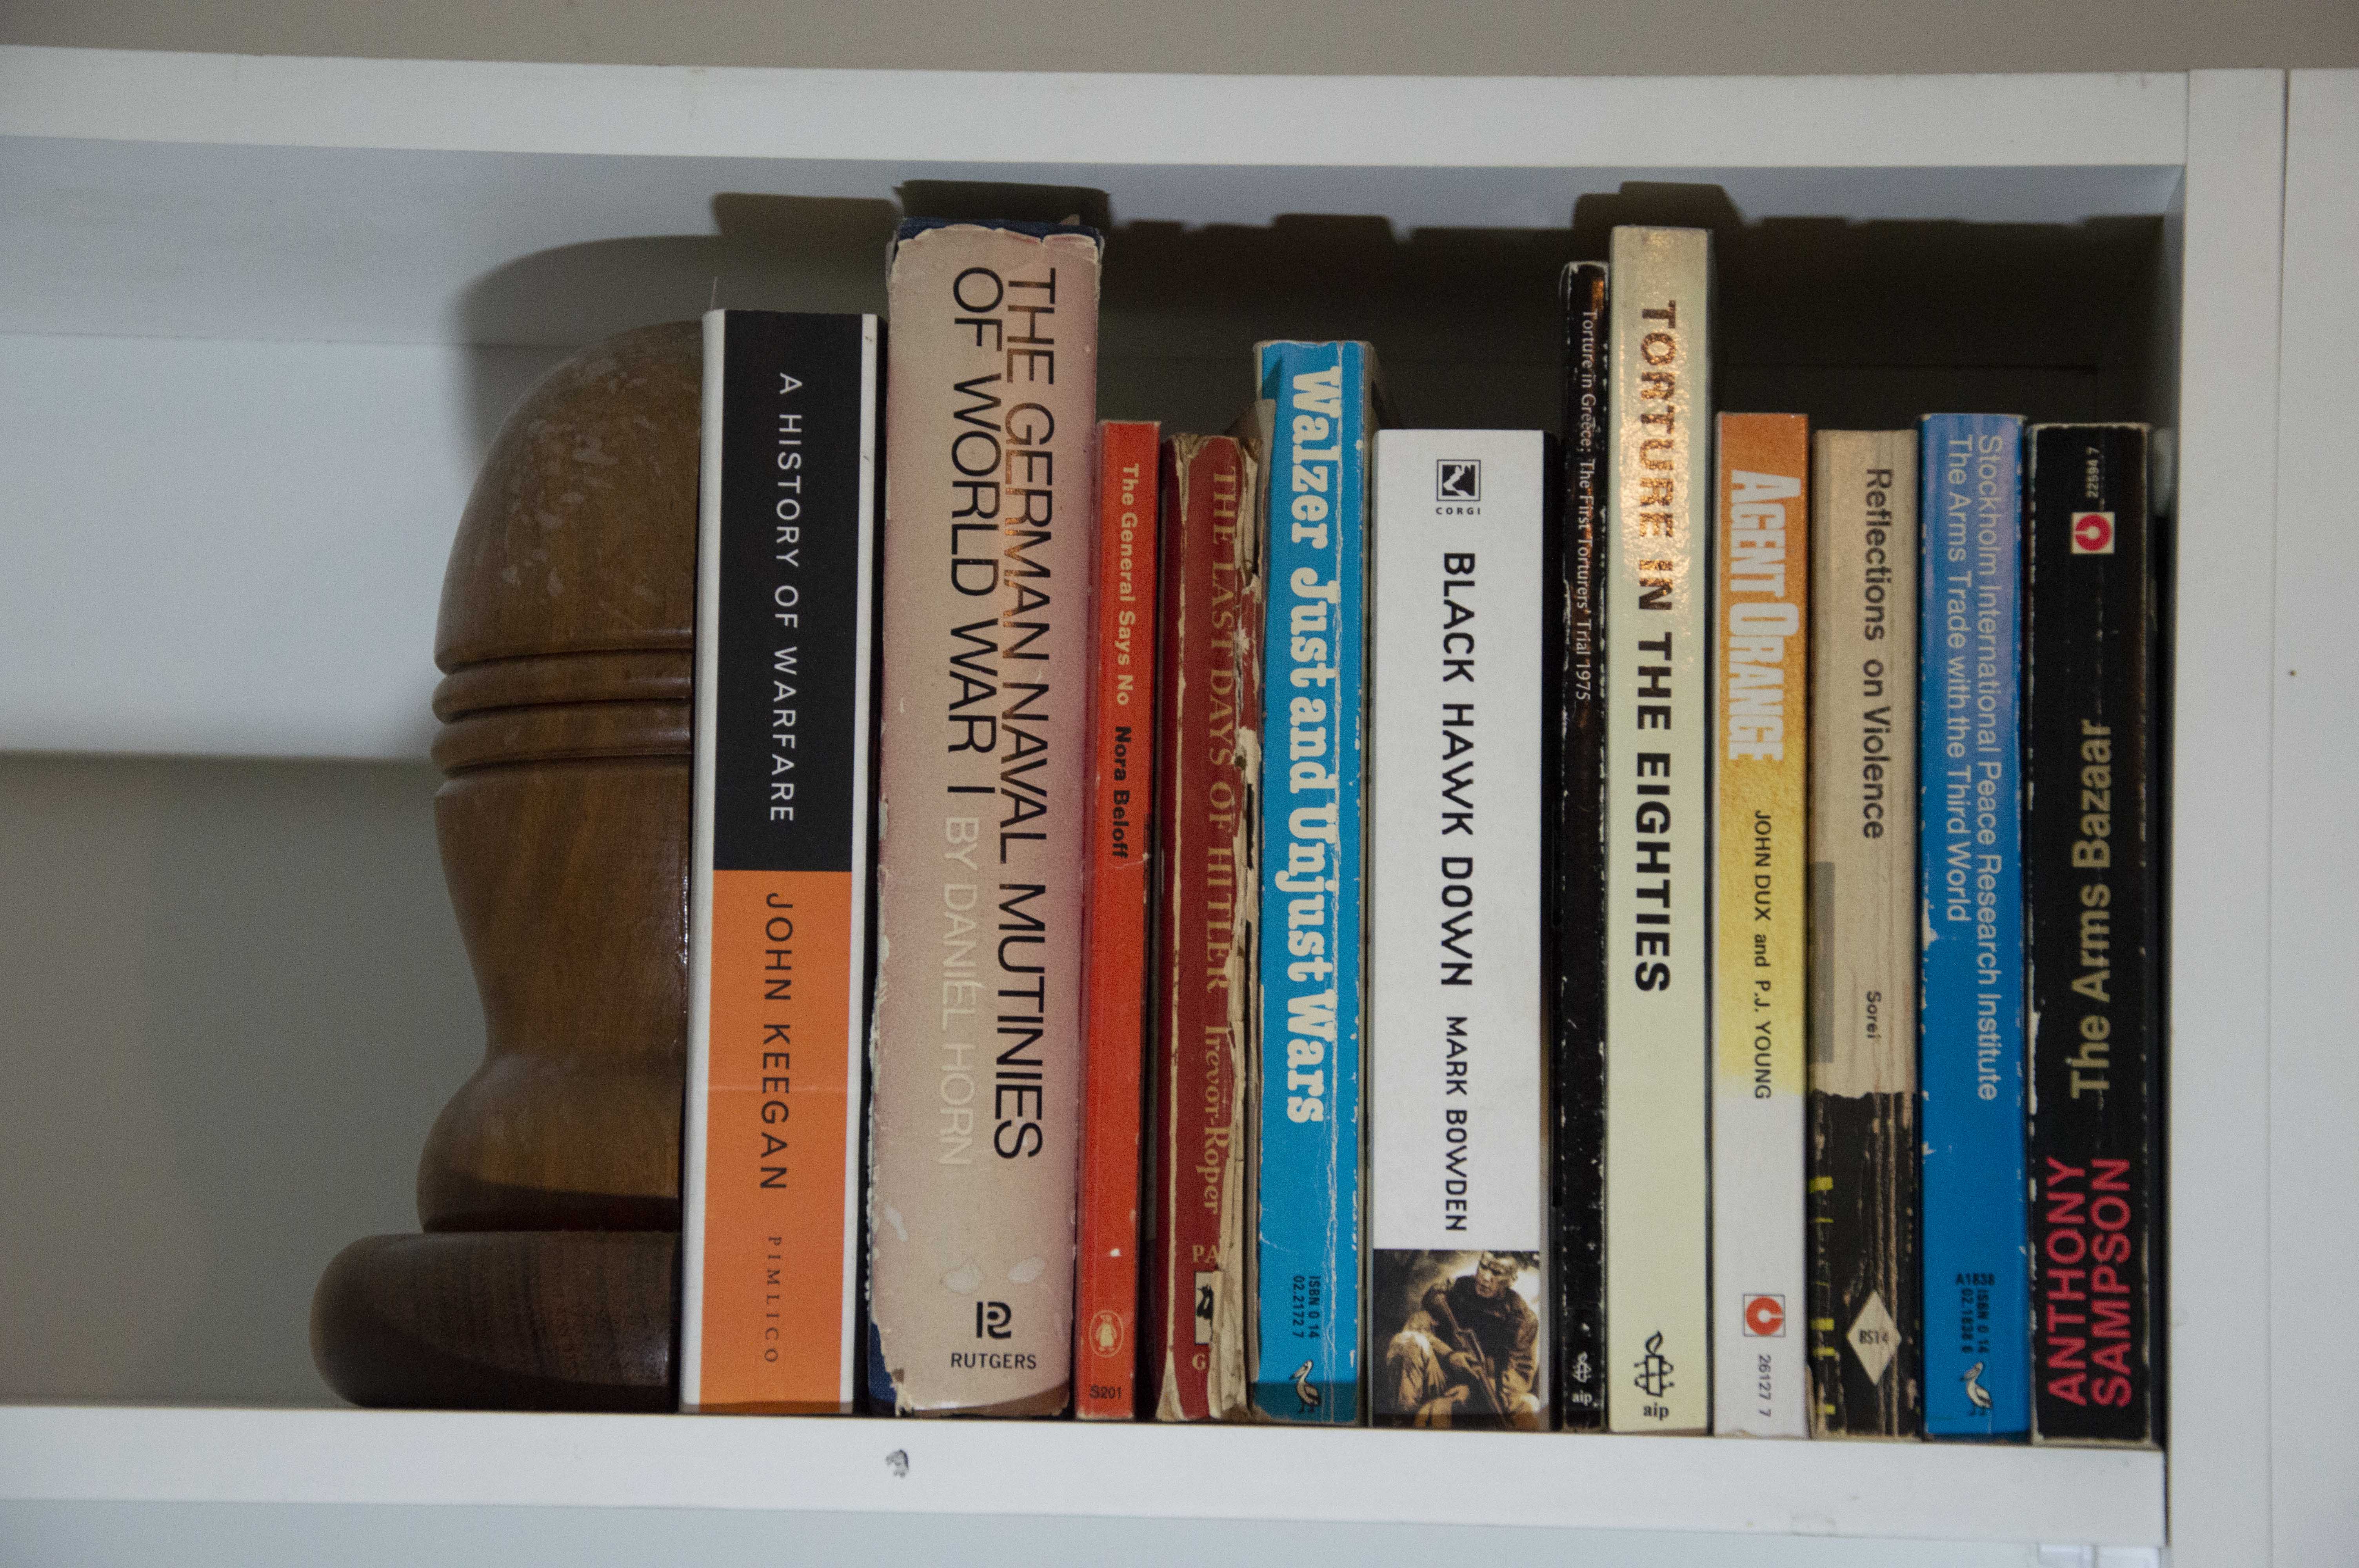 A HISTORY OF WARFARE JOHN KEEGAN PIMLICO
THE GERMAN NAVAL MUTINIES
OF WORLD WAR I BY DANIEL HORN
RUTGERS
The General Says No Nora Beloff
S201
THE LAST DAYS OF HITLER Trevor-Roper
PA
G
Walzer Just and Unjust Wars
ISBN 0 14
02.2172 7
CORGI
BLACK HAWK DOWN MARK BOWDEN
Torture in Greece: The First Torturers' Trial 1975
aip
TORTURE IN THE EIGHTIES
aip
AGENT ORANGE JOHN DUX and P.J. YOUNG
26127 7
Reflections on Violence Sorel
BS14
Stockholm International Peace Research Institute
The Arms Trade with the Third World
A1838
ISBN 0 14
02.1838 6
22594 7
The Arms Bazaar
ANTHONY
SAMPSON